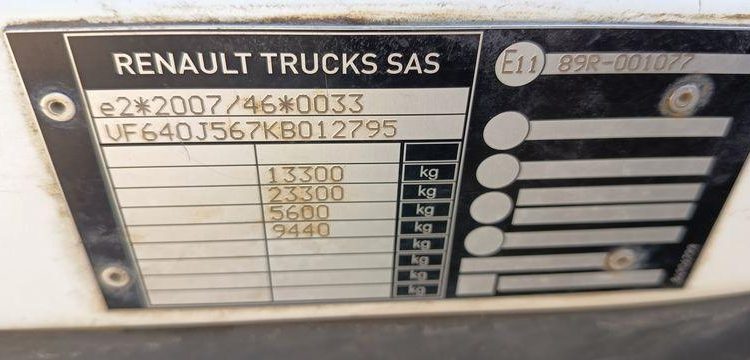 RENAULT TRUCKS SAS
e2*2007/46*0033
VF640J567KB012795
13300 kg
23300 kg
5600 kg
9440 kg
kg
kg
kg
kg
E11 89R-001077